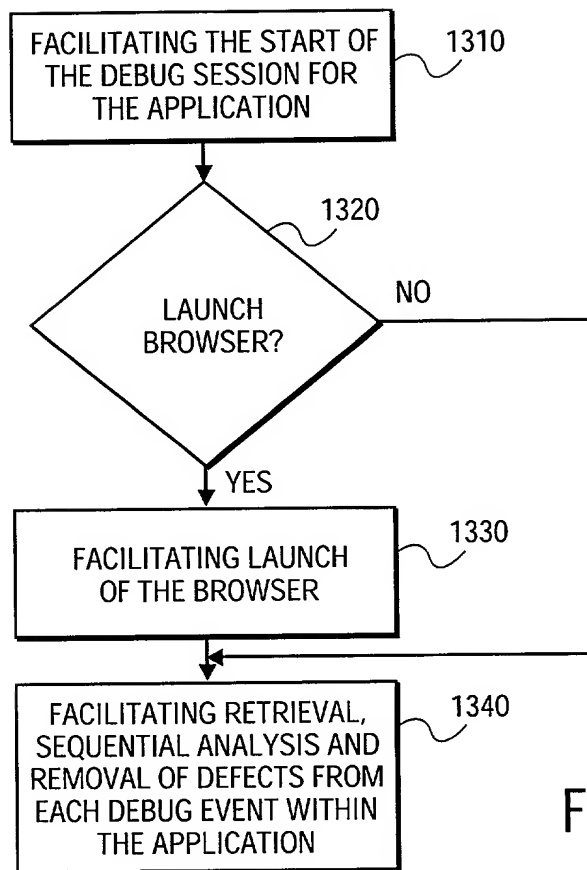 FACILITATING THE START OF
THE DEBUG SESSION FOR
THE APPLICATION
1310
1320
LAUNCH
BROWSER?
NO
YES
FACILITATING LAUNCH
OF THE BROWSER
1330
FACILITATING RETRIEVAL,
SEQUENTIAL ANALYSIS AND
REMOVAL OF DEFECTS FROM
EACH DEBUG EVENT WITHIN
THE APPLICATION
1340
F